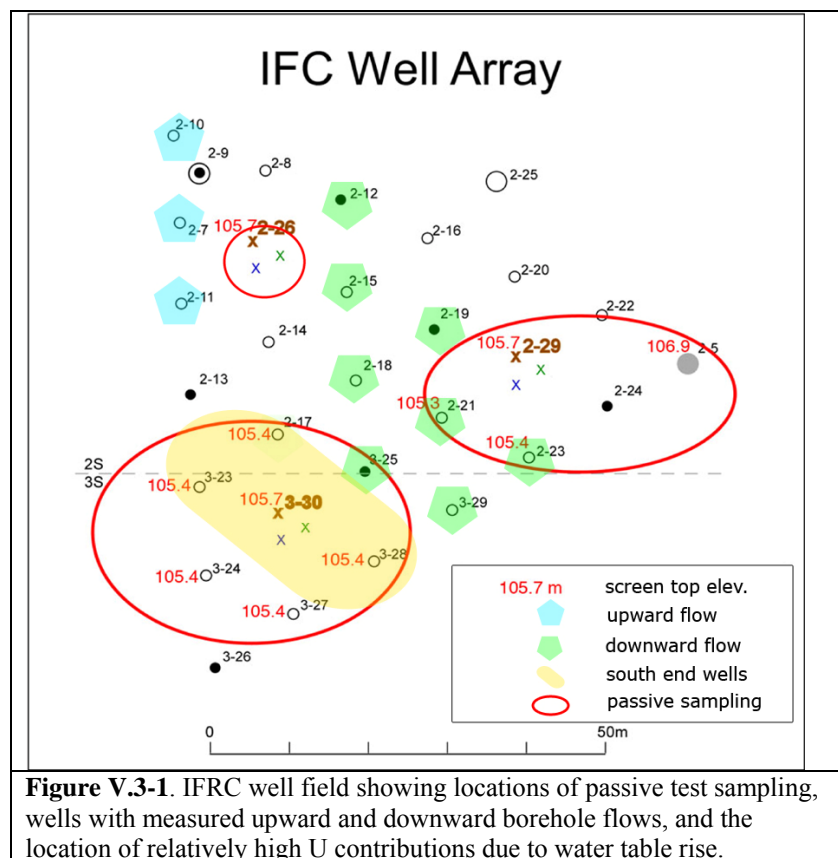 IFC Well Array
2-10
2-9
2-8
2-25
2-12
2-7
105.7 2-26
2-16
x
x
x
2-15
2-20
2-11
2-19
2-22
2-14
105.7 2-29
106.9 2-5
x
x
x
2-18
2-13
2-24
105.3 2-21
2-17
105.4
105.4 2-23
2S
3S
3-25
3-23
105.4
105.7 3-30
x
x
x
3-29
3-28
105.4
3-24
105.4
3-27
105.4
3-26
105.7 m screen top elev.
upward flow
downward flow
south end wells
passive sampling
0 50m
Figure V.3-1. IFRC well field showing locations of passive test sampling,
wells with measured upward and downward borehole flows, and the
location of relatively high U contributions due to water table rise.